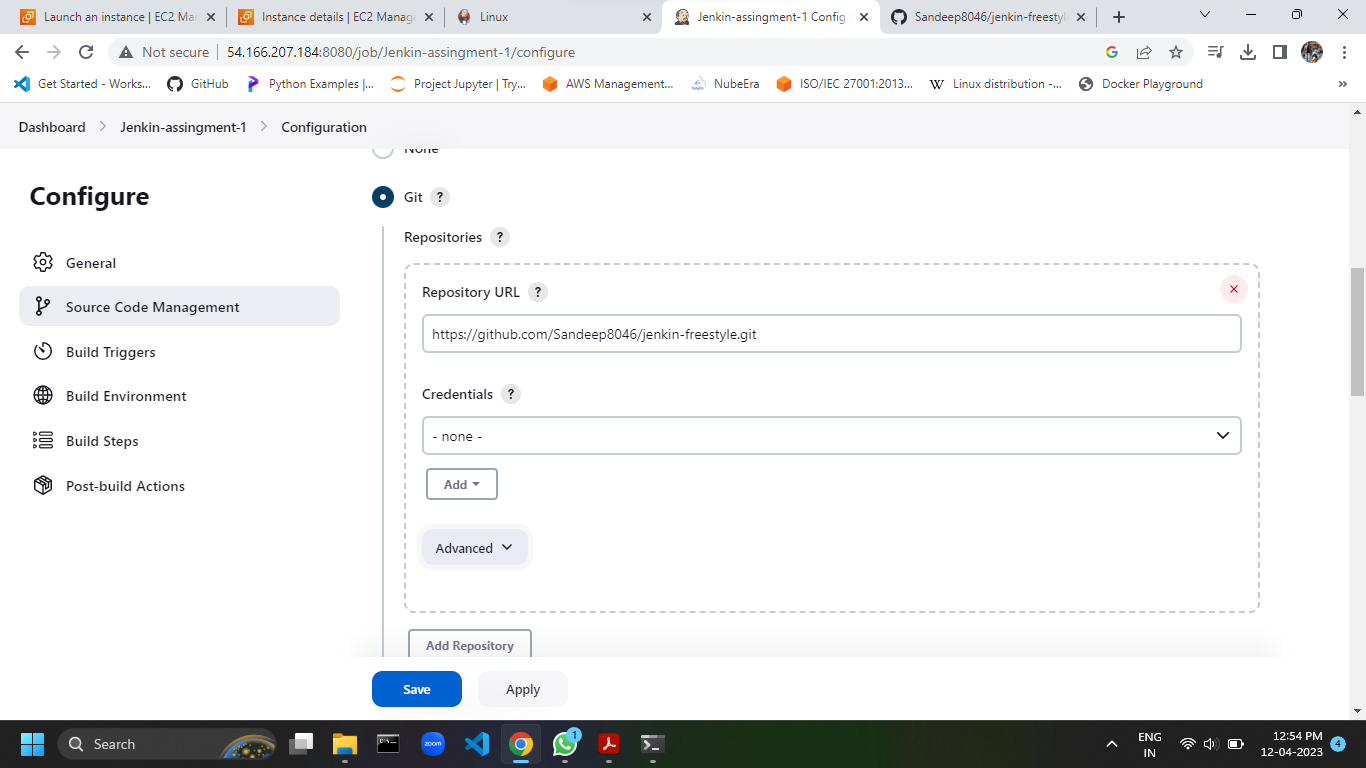 Launch an instance | EC2 Ma
Instance details | EC2 Manage
Linux
Jenkin-assingment-1 Config
Sandeep8046/jenkin-freestyle
Not secure
54.166.207.184:8080/job/Jenkin-assingment-1/configure
Get Started - Works...
GitHub
Python Examples |...
Project Jupyter | Try...
AWS Management...
NubeEra
ISO/IEC 27001:2013...
Linux distribution -...
Docker Playground
»
Dashboard
Jenkin-assingment-1
Configuration
None
Configure
Git ?
Repositories ?
General
Source Code Management
Build Triggers
Build Environment
Build Steps
Post-build Actions
Repository URL ?
https://github.com/Sandeep8046/jenkin-freestyle.git
Credentials ?
- none -
Add
Advanced
Add Repository
Save
Apply
Search
zoom
1
ENG
IN
12:54 PM
12-04-2023
4